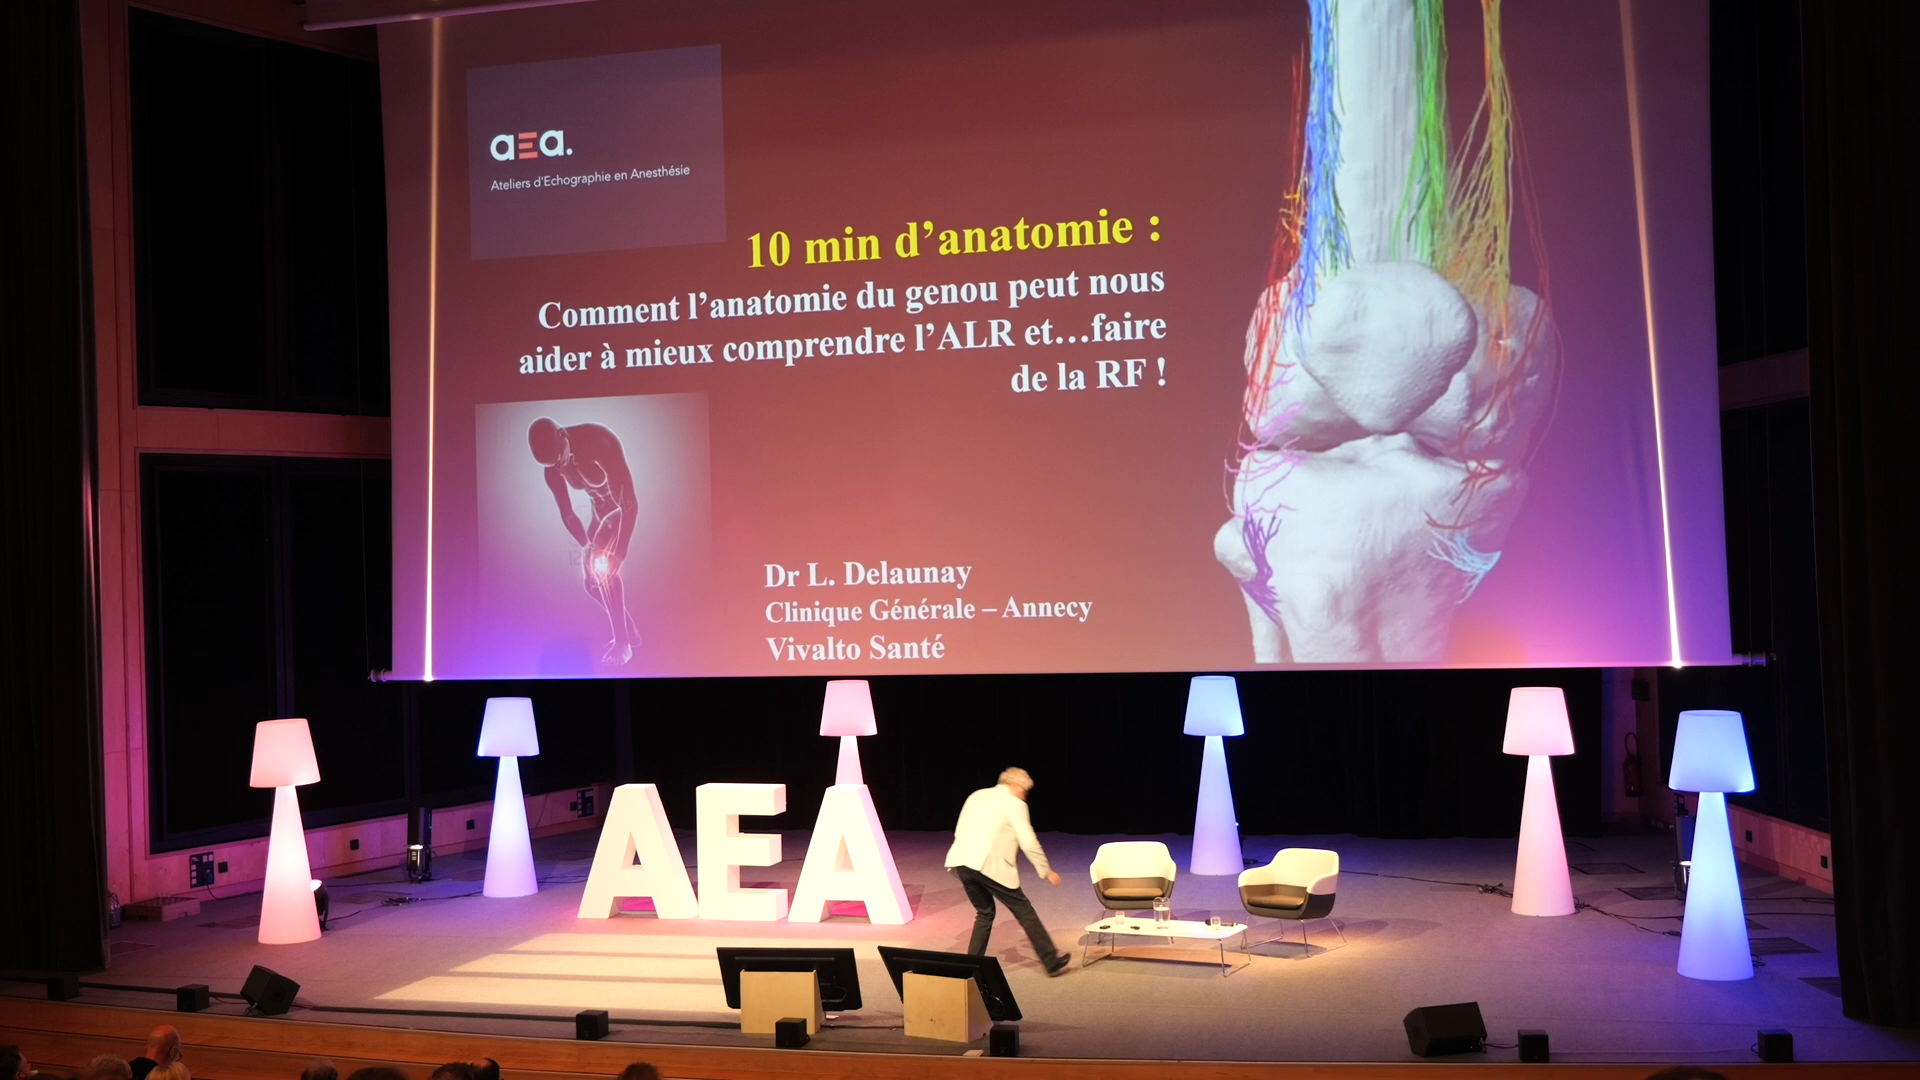 aEa.
Ateliers d'Echographie en Anesthésie
10 min d’anatomie :
Comment l’anatomie du genou peut nous
aider à mieux comprendre l’ALR et…faire
de la RF !
Dr L. Delaunay
Clinique Générale – Annecy
Vivalto Santé
AEA